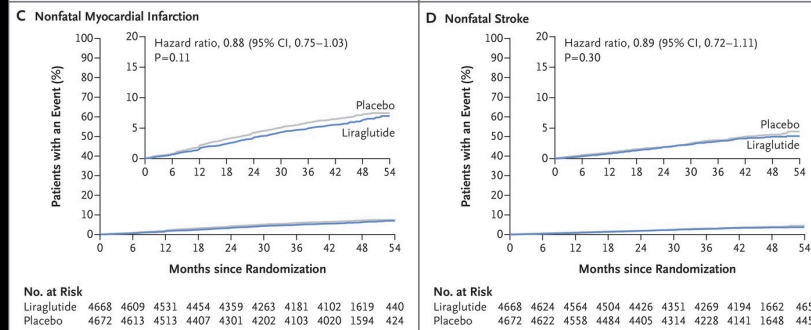 C Nonfatal Myocardial Infarction
Patients with an Event (%)
100
90
80
70
60
50
40
30
20
10
0
20
15
10
5
0
Hazard ratio, 0.88 (95% CI, 0.75–1.03)
P=0.11
Placebo
Liraglutide
0 6 12 18 24 30 36 42 48 54
0 6 12 18 24 30 36 42 48 54
Months since Randomization
No. at Risk
Liraglutide 4668 4609 4531 4454 4359 4263 4181 4102 1619 440
Placebo 4672 4613 4513 4407 4301 4202 4103 4020 1594 424
D Nonfatal Stroke
Patients with an Event (%)
100
90
80
70
60
50
40
30
20
10
0
20
15
10
5
0
Hazard ratio, 0.89 (95% CI, 0.72–1.11)
P=0.30
Placebo
Liraglutide
0 6 12 18 24 30 36 42 48 54
0 6 12 18 24 30 36 42 48 54
Months since Randomization
No. at Risk
Liraglutide 4668 4624 4564 4504 4426 4351 4269 4194 1662
Placebo 4672 4622 4558 4484 4405 4314 4228 4141 1648